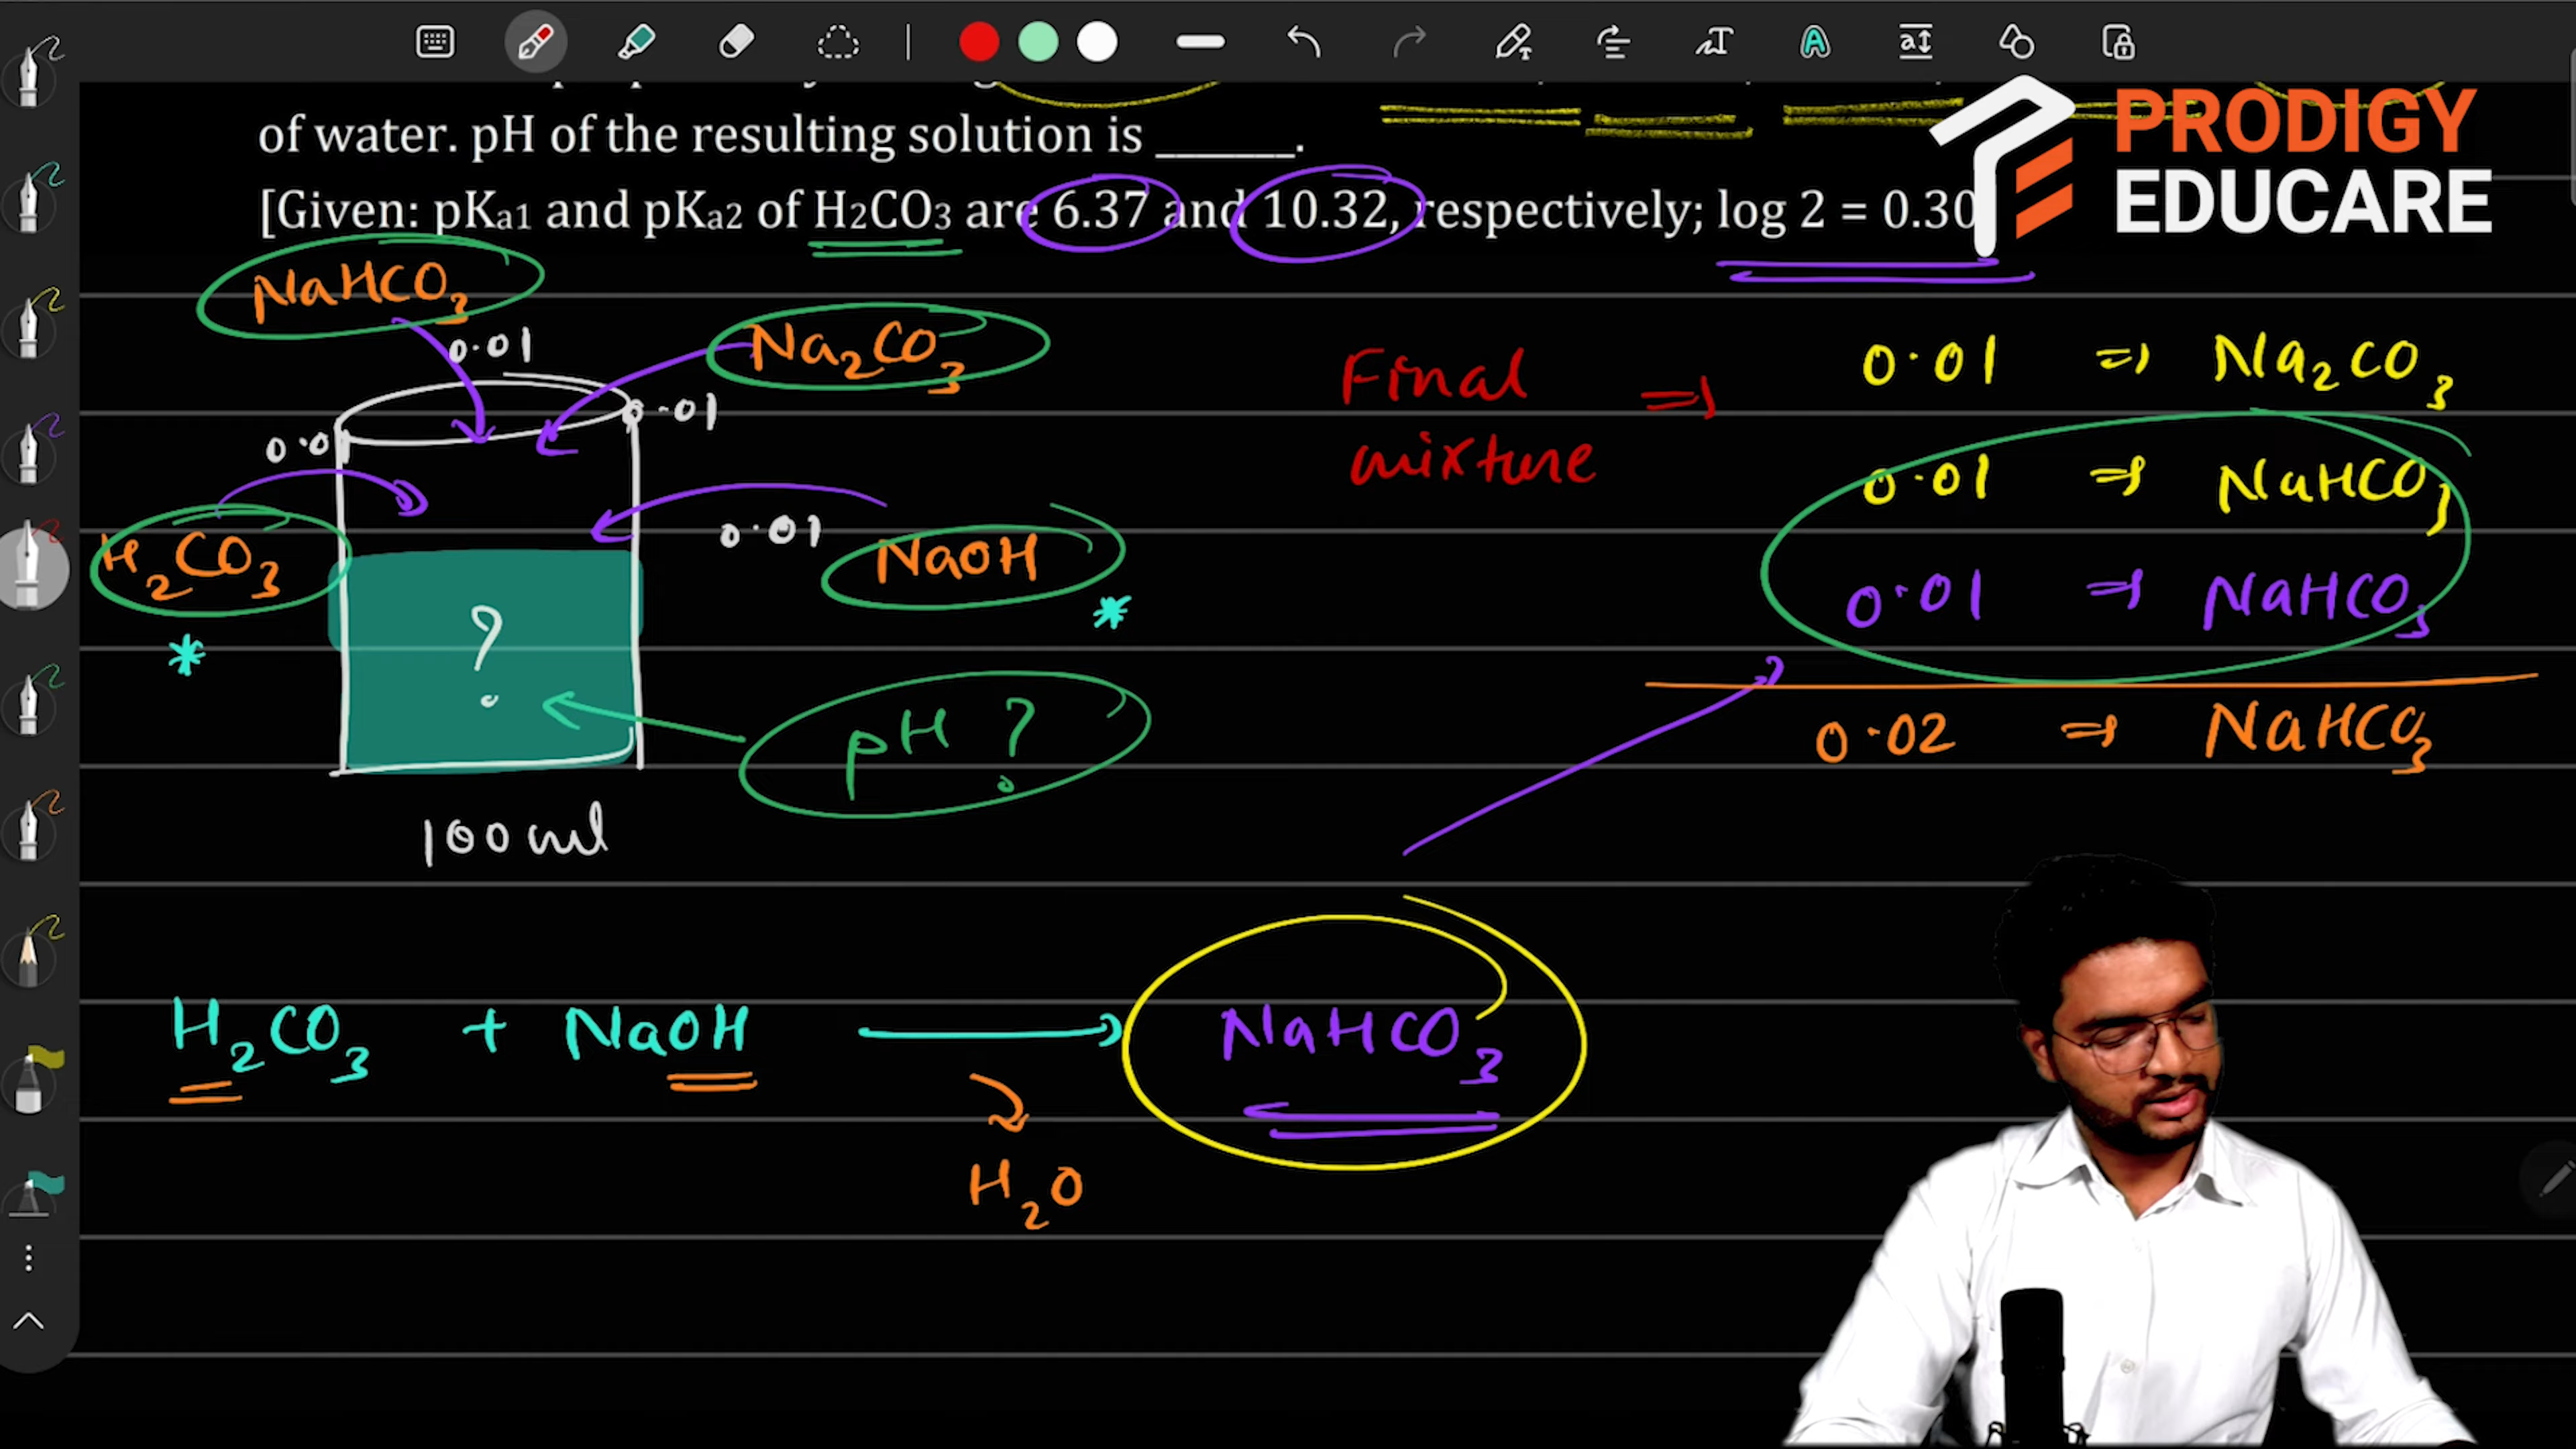 PRODIGY
EDUCARE
of water. pH of the resulting solution is ______.
[Given: pKa1 and pKa2 of H2CO3 are 6.37 and 10.32, respectively; log 2 = 0.30
NaHCO3
0.01
Na2CO3
0.01
0.01
H2CO3
0.01
NaOH
*
*
?
pH ?
100 ml
Final
mixture
⇒
0.01 ⇒ Na2CO3
0.01 ⇒ NaHCO3
0.01 ⇒ NaHCO3
0.02 ⇒ NaHCO3
H2CO3 + NaOH → NaHCO3
H2O